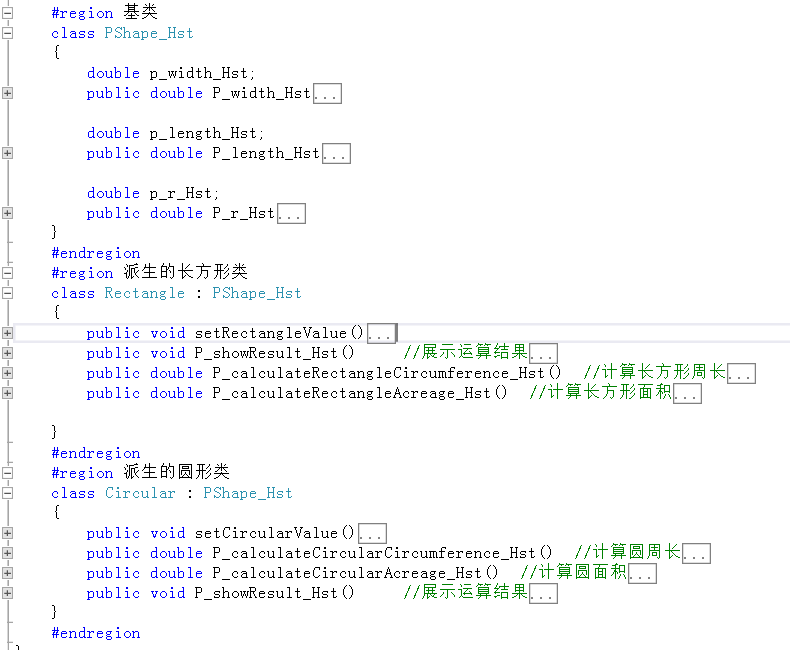 #region 基类
class PShape_Hst
{
double p_width_Hst;
public double P_width_Hst...
double p_length_Hst;
public double P_length_Hst...
double p_r_Hst;
public double P_r_Hst...
}
#endregion
#region 派生的长方形类
class Rectangle : PShape_Hst
{
public void setRectangleValue()...
public void P_showResult_Hst() //展示运算结果...
public double P_calculateRectangleCircumference_Hst() //计算长方形周长...
public double P_calculateRectangleAcreage_Hst() //计算长方形面积...
}
#endregion
#region 派生的圆形类
class Circular : PShape_Hst
{
public void setCircularValue()...
public double P_calculateCircularCircumference_Hst() //计算圆周长...
public double P_calculateCircularAcreage_Hst() //计算圆面积...
public void P_showResult_Hst() //展示运算结果...
}
#endregion
}